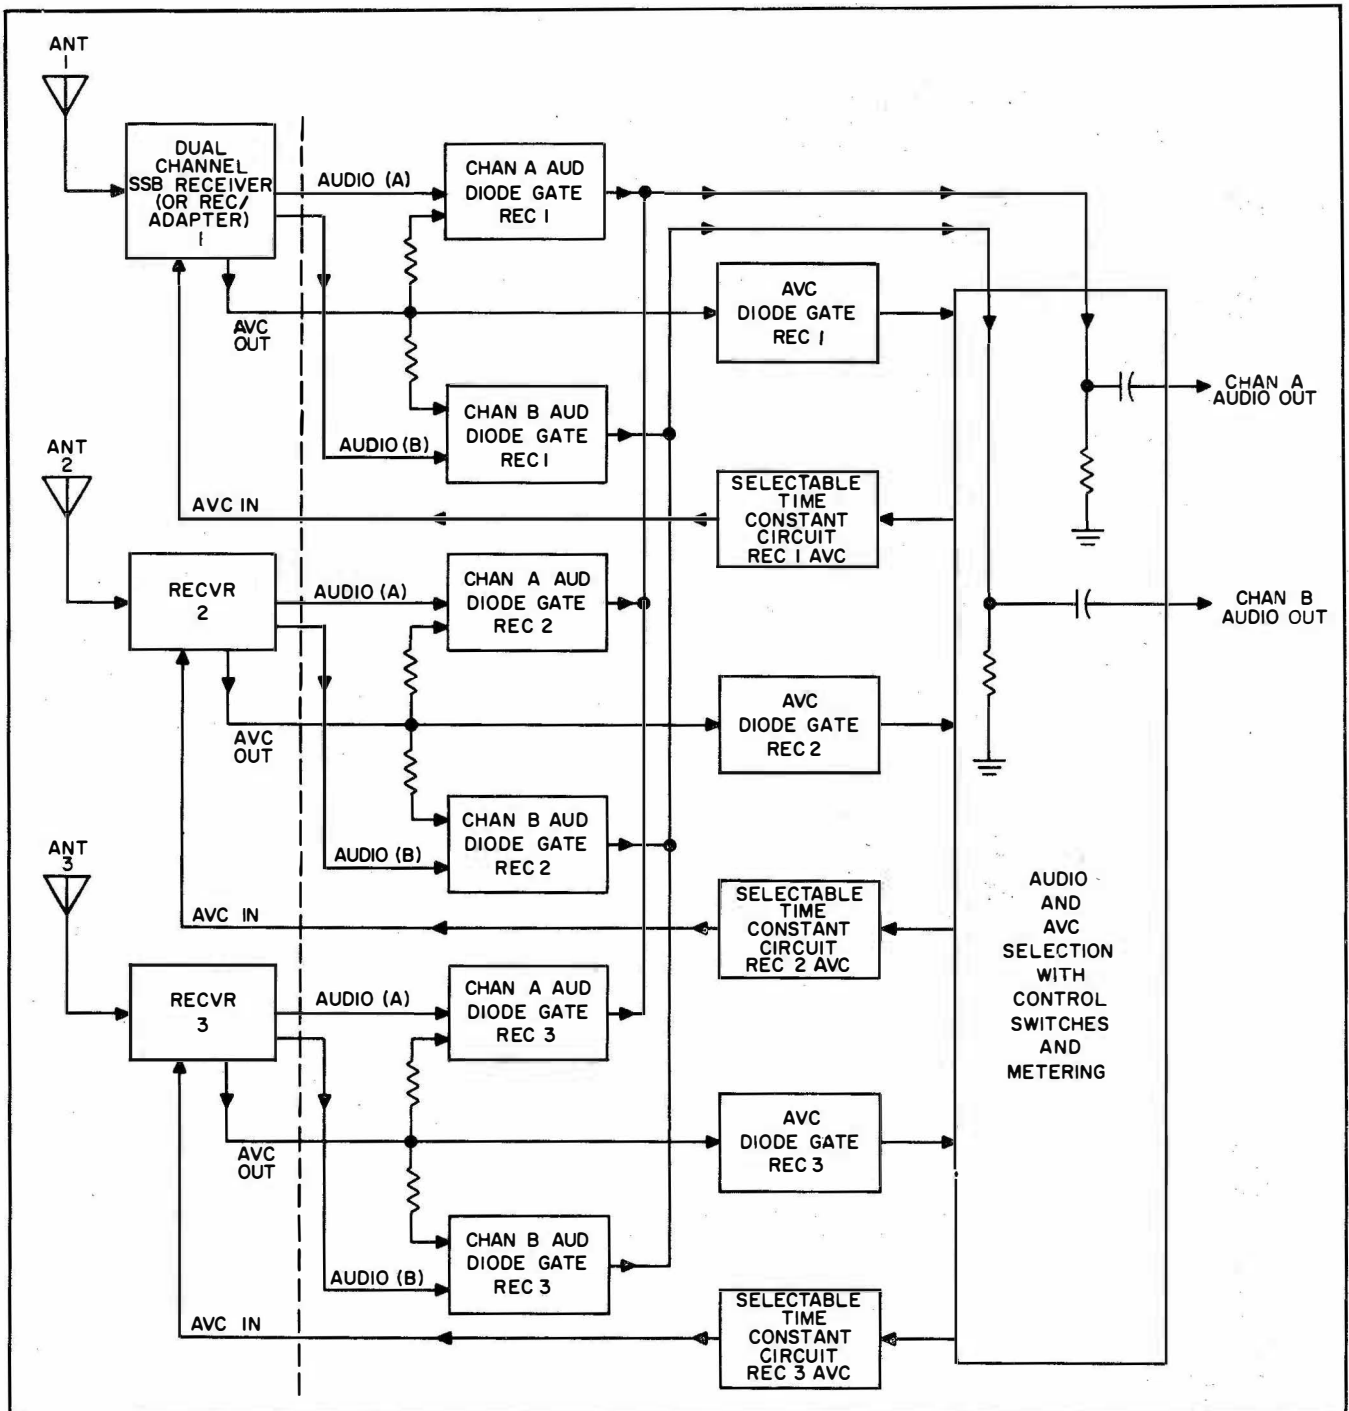 ANT
1
DUAL
CHANNEL
SSB RECEIVER
(OR REC/
ADAPTER)
1
AUDIO (A)
CHAN A AUD
DIODE GATE
REC 1
AVC
OUT
AVC
DIODE GATE
REC 1
CHAN A
AUDIO OUT
CHAN B AUD
DIODE GATE
REC 1
AUDIO (B)
ANT
2
AVC IN
SELECTABLE
TIME
CONSTANT
CIRCUIT
REC 1 AVC
RECVR
2
AUDIO (A)
CHAN A AUD
DIODE GATE
REC 2
CHAN B
AUDIO OUT
AVC
OUT
AVC
DIODE GATE
REC 2
CHAN B AUD
DIODE GATE
REC 2
AUDIO (B)
ANT
3
AVC IN
SELECTABLE
TIME
CONSTANT
CIRCUIT
REC 2 AVC
AUDIO
AND
AVC
SELECTION
WITH
CONTROL
SWITCHES
AND
METERING
RECVR
3
AUDIO (A)
CHAN A AUD
DIODE GATE
REC 3
AVC
OUT
AVC
DIODE GATE
REC 3
CHAN B AUD
DIODE GATE
REC 3
AUDIO (B)
AVC IN
SELECTABLE
TIME
CONSTANT
CIRCUIT
REC 3 AVC